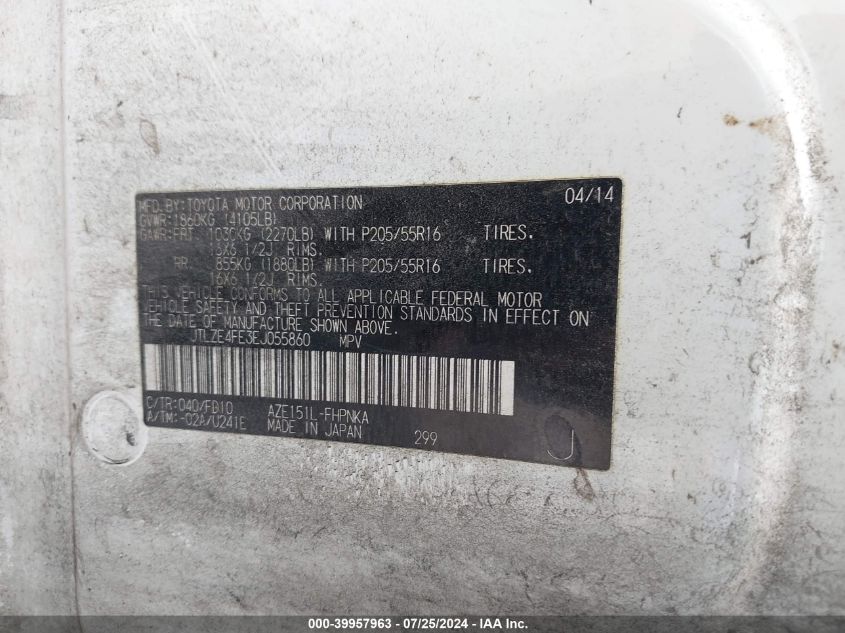 MFD.BY:TOYOTA MOTOR CORPORATION 04/14
GVWR:1860KG (4105LB)
GAWR:FRT 1030KG (2270LB) WITH P205/55R16 TIRES.
16X6 1/2J RIMS.
RR 855KG (1880LB) WITH P205/55R16 TIRES.
16X6 1/2J RIMS.
THIS VEHICLE CONFORMS TO ALL APPLICABLE FEDERAL MOTOR
VEHICLE SAFETY AND THEFT PREVENTION STANDARDS IN EFFECT ON
THE DATE OF MANUFACTURE SHOWN ABOVE.
JTLZE4FE3EJ055860 MPV
C/TR:040/FB10 AZE151L-FHPNKA
A/TM:-02A/U241E MADE IN JAPAN 299 J
000-39957963 - 07/25/2024 - IAA Inc.